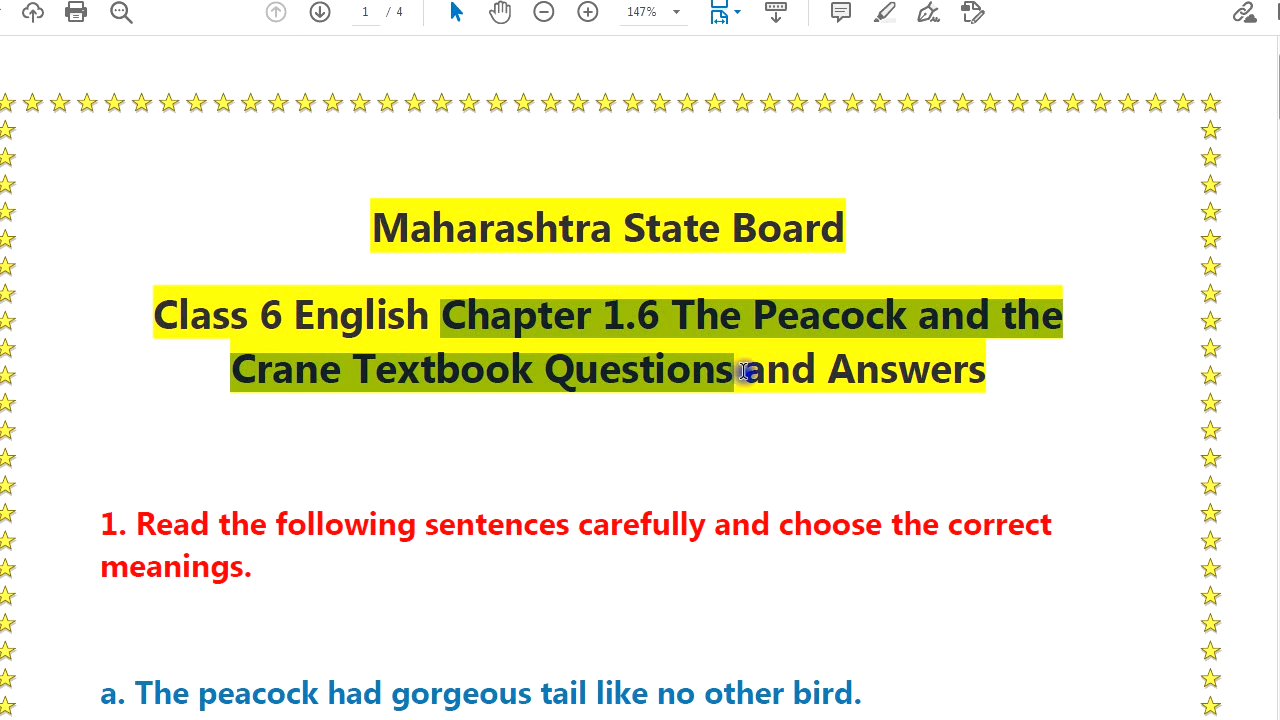 1 / 4 147%
Maharashtra State Board
Class 6 English Chapter 1.6 The Peacock and the
Crane Textbook Questions and Answers
1. Read the following sentences carefully and choose the correct
meanings.
a. The peacock had gorgeous tail like no other bird.